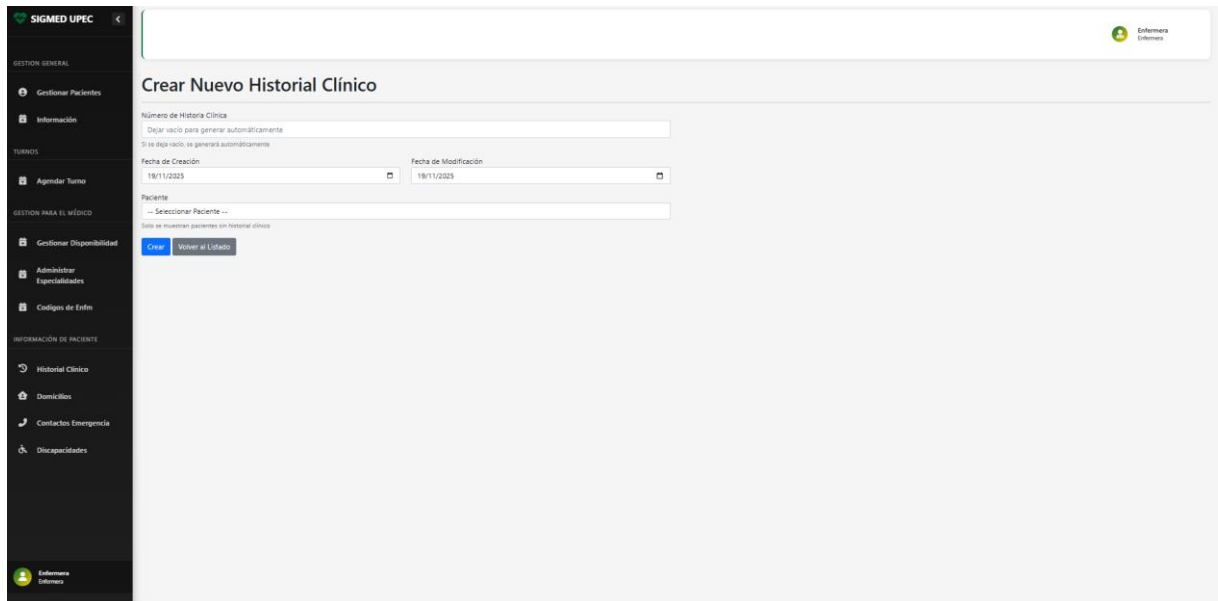 SIGMED UPEC
GESTION GENERAL
Gestionar Pacientes
Información
TURNOS
Agendar Turno
GESTION PARA EL MÉDICO
Gestionar Disponibilidad
Administrar
Especialidades
Codigos de Enfm
INFORMACIÓN DE PACIENTE
Historial Clínico
Domicilios
Contactos Emergencia
Discapacidades
Enfermera
Enfermera
Enfermera
Enfermera
Crear Nuevo Historial Clínico
Número de Historia Clínica
Dejar vacío para generar automáticamente
Si se deja vacío, se generará automáticamente
Fecha de Creación
Fecha de Modificación
19/11/2025
19/11/2025
Paciente
-- Seleccionar Paciente --
Solo se muestran pacientes sin historial clínico
Crear
Volver al Listado